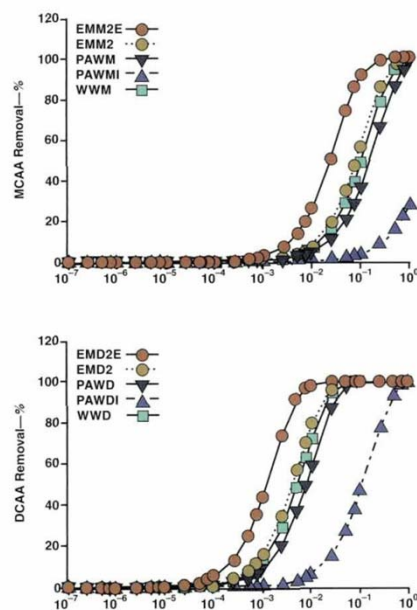 120
100
80
60
40
20
0
MCAA Removal—%
EMM2E
EMM2
PAWM
PAWMI
WWM
10⁻⁷ 10⁻⁶ 10⁻⁵ 10⁻⁴ 10⁻³ 10⁻² 10⁻¹ 10⁰
120
100
80
60
40
20
0
DCAA Removal—%
EMD2E
EMD2
PAWD
PAWDI
WWD
10⁻⁷ 10⁻⁶ 10⁻⁵ 10⁻⁴ 10⁻³ 10⁻² 10⁻¹ 10⁰